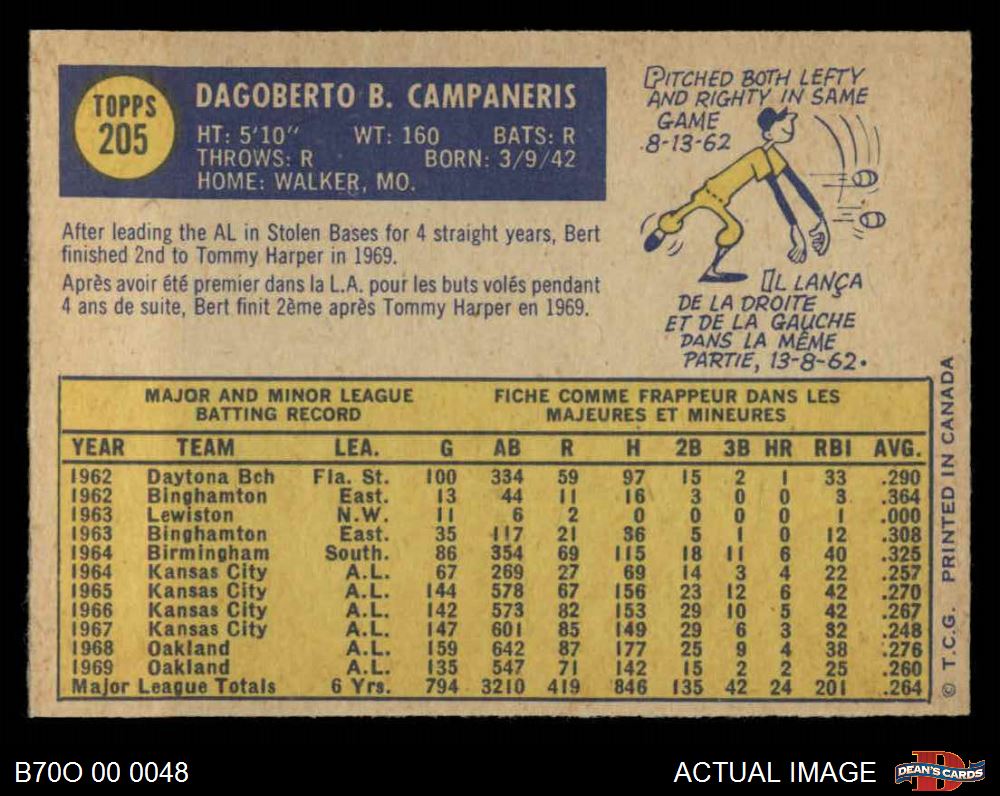 TOPPS
205
DAGOBERTO B. CAMPANERIS
HT: 5'10" WT: 160 BATS: R
THROWS: R BORN: 3/9/42
HOME: WALKER, MO.
PITCHED BOTH LEFTY
AND RIGHTY IN SAME
GAME
8-13-62
After leading the AL in Stolen Bases for 4 straight years, Bert
finished 2nd to Tommy Harper in 1969.
Après avoir été premier dans la L.A. pour les buts volés pendant
4 ans de suite, Bert finit 2ème après Tommy Harper en 1969.
IL LANÇA
DE LA DROITE
ET DE LA GAUCHE
DANS LA MÊME
PARTIE, 13-8-62.
MAJOR AND MINOR LEAGUE
BATTING RECORD
FICHE COMME FRAPPEUR DANS LES
MAJEURES ET MINEURES
YEAR TEAM LEA. G AB R H 2B 3B HR RBI AVG.
1962 Daytona Bch Fla. St. 100 334 59 97 15 2 1 33 .290
1962 Binghamton East. 13 44 11 16 3 0 0 3 .364
1963 Lewiston N.W. 11 6 2 0 0 0 0 1 .000
1963 Binghamton East. 35 117 21 36 5 1 0 12 .308
1964 Birmingham South. 86 354 69 115 18 11 6 40 .325
1964 Kansas City A.L. 67 269 27 69 14 3 4 22 .257
1965 Kansas City A.L. 144 578 67 156 23 12 6 42 .270
1966 Kansas City A.L. 142 573 82 153 29 10 5 42 .267
1967 Kansas City A.L. 147 601 85 149 29 6 3 32 .248
1968 Oakland A.L. 159 642 87 177 25 9 4 38 .276
1969 Oakland A.L. 135 547 71 142 15 2 2 25 .260
Major League Totals 6 Yrs. 794 3210 419 846 135 42 24 201 .264
© T.C.G. PRINTED IN CANADA
B70O 00 0048
ACTUAL IMAGE
DEAN'S CARDS